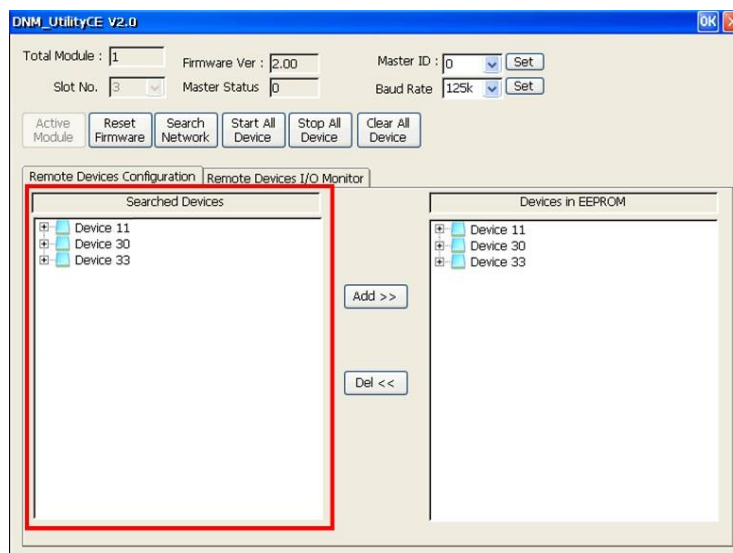 DNM_UtilityCE V2.0 OK
Total Module : 1 Firmware Ver : 2.00 Master ID : 0 Set
Slot No. 3 Master Status 0 Baud Rate 125k Set
Active Module Reset Firmware Search Network Start All Device Stop All Device Clear All Device
Remote Devices Configuration Remote Devices I/O Monitor
Searched Devices Devices in EEPROM
Device 11 Device 11
Device 30 Device 30
Device 33 Device 33
Add >>
Del <<